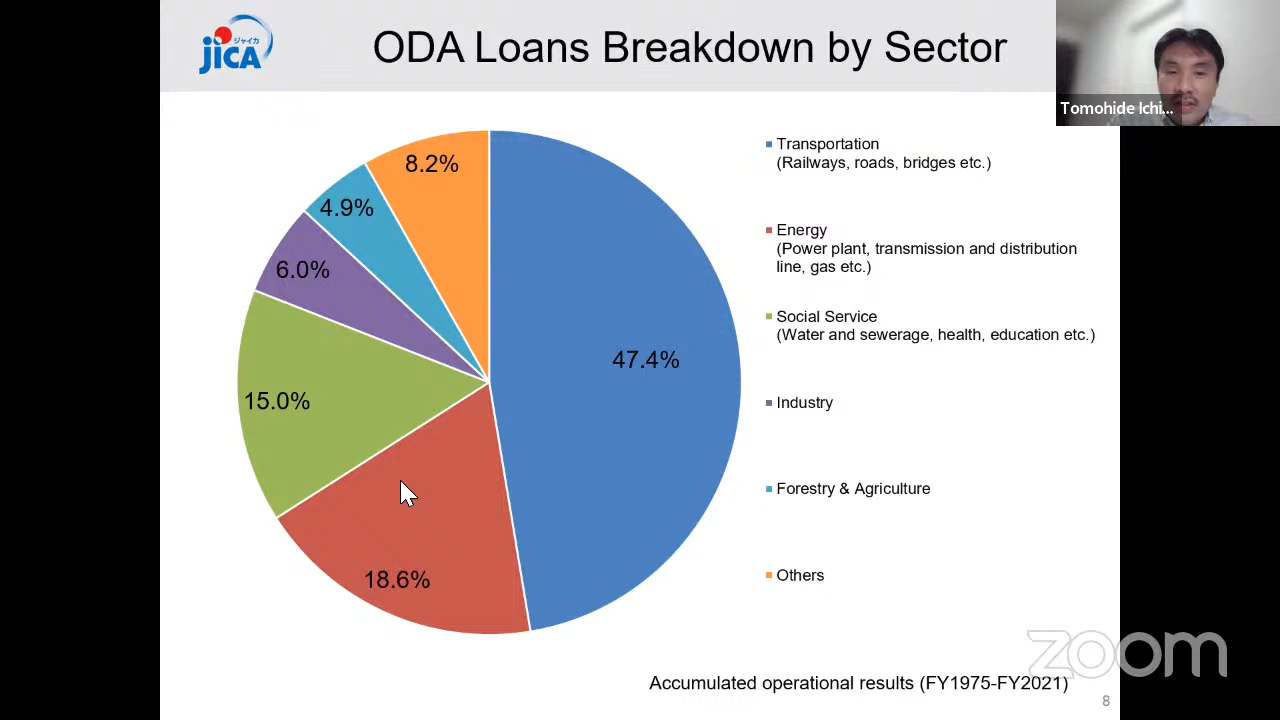 ジャイカ
JICA
ODA Loans Breakdown by Sector
Tomohide Ichi...
8.2%
4.9%
6.0%
15.0%
18.6%
47.4%
Transportation
(Railways, roads, bridges etc.)
Energy
(Power plant, transmission and distribution
line, gas etc.)
Social Service
(Water and sewerage, health, education etc.)
Industry
Forestry & Agriculture
Others
zoom
Accumulated operational results (FY1975-FY2021)
8